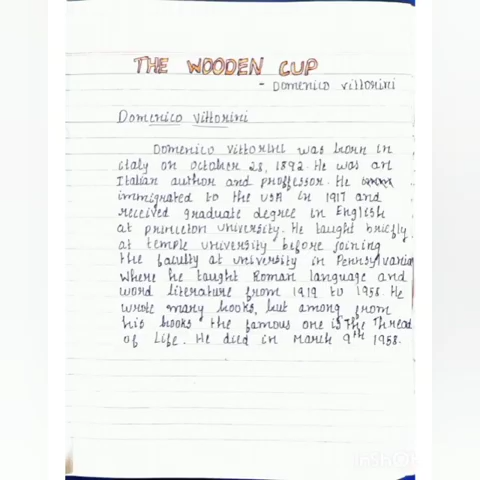 THE WOODEN CUP
- Domenico Vittorini
Domenico Vittorini
Domenico Vittorini was born in
italy on october 28, 1892. He was an
Italian author and proffessor. He
immigrated to the USA in 1917 and
received graduate degree in English
at princeton university. He taught briefly
at temple university before joining
the faculty at university in Pennsylvania
where he taught Roman language and
word literature from 1919 to 1958. He
wrote many books, but among from
his books the famous one is the Thread
of Life. He died in March 9th 1958.
INSHOT